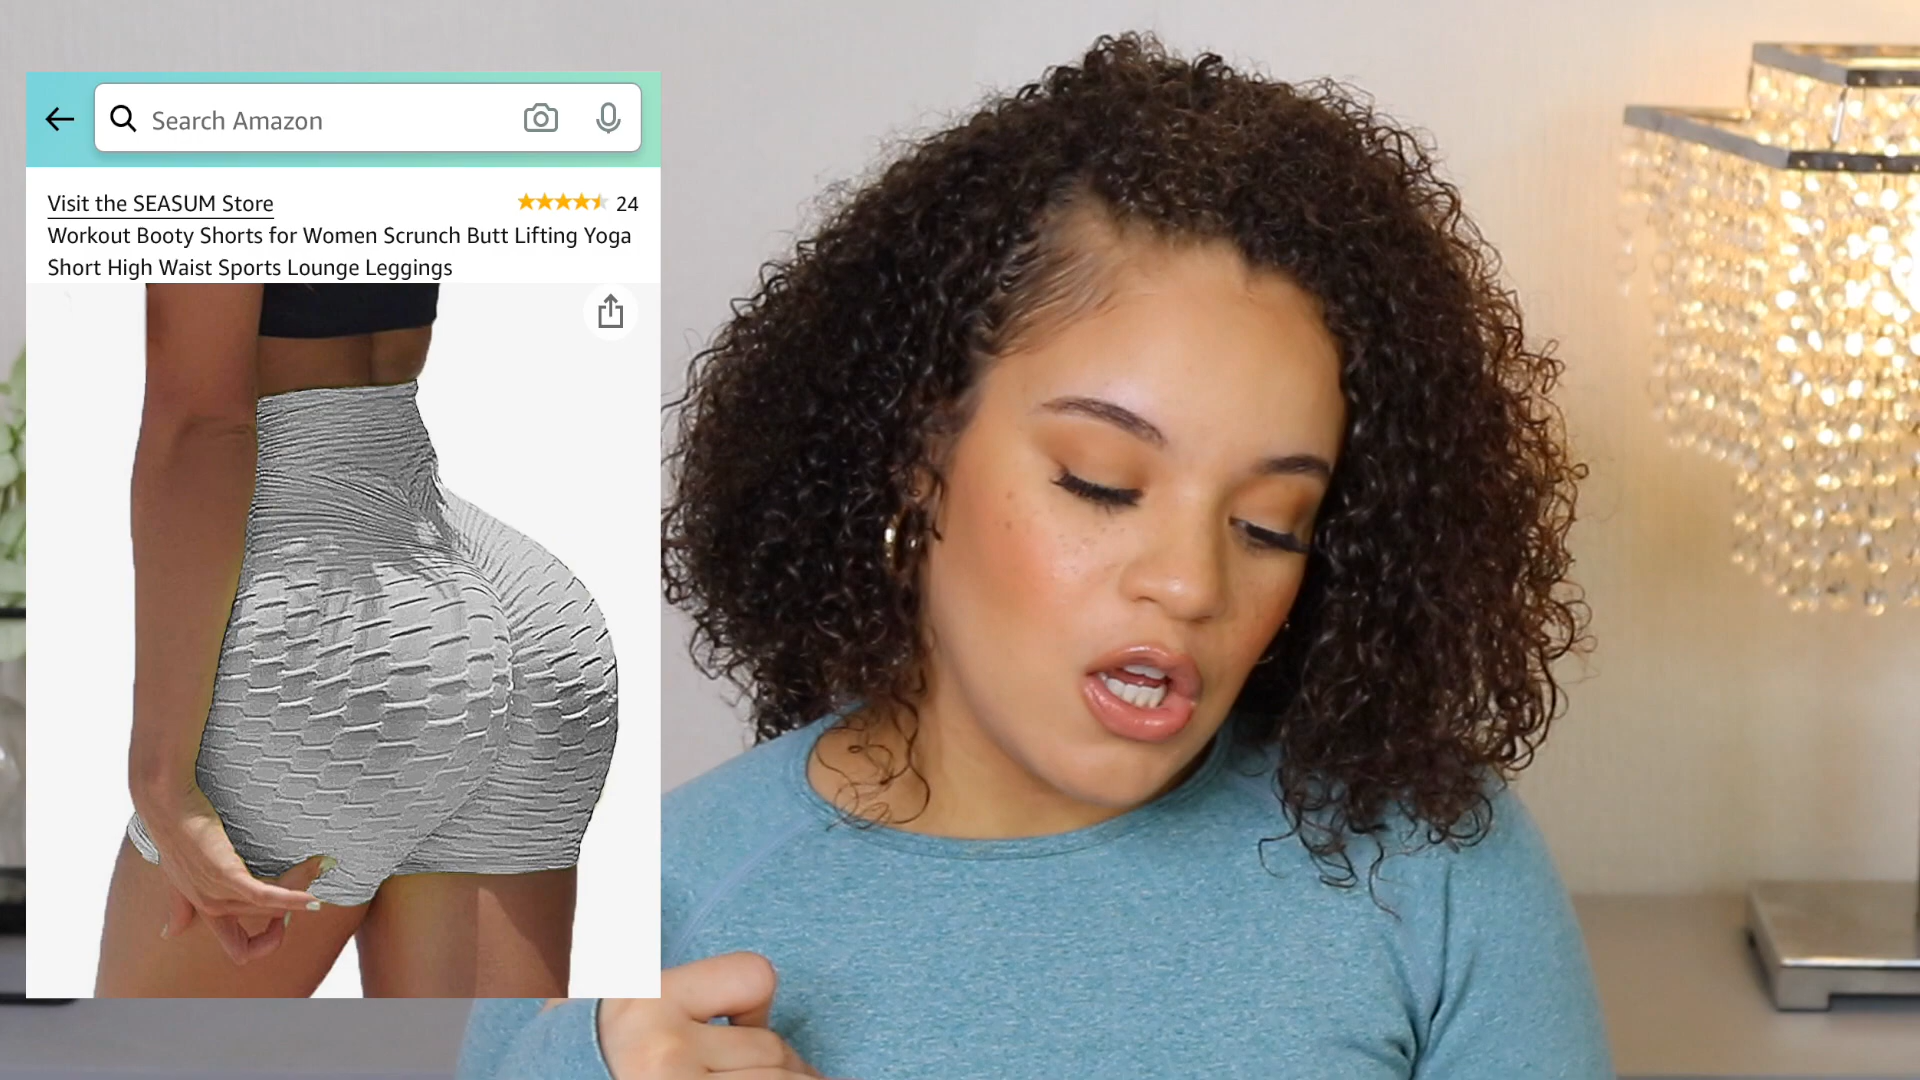 Search Amazon
Visit the SEASUM Store
24
Workout Booty Shorts for Women Scrunch Butt Lifting Yoga
Short High Waist Sports Lounge Leggings